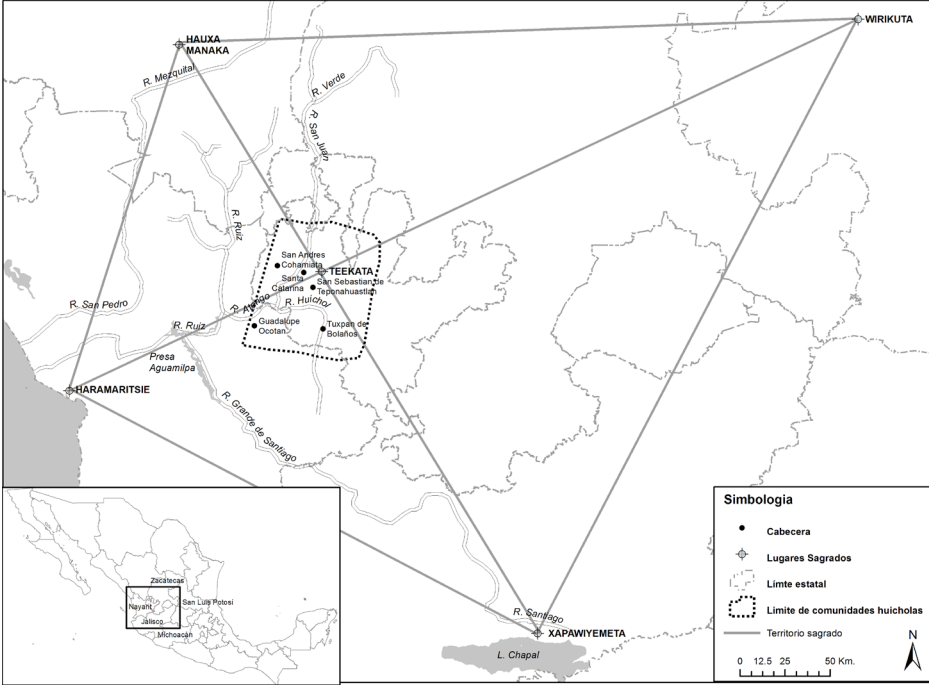 HAUXA
MANAKA
WIRIKUTA
R. Mezquital
R. Verde
R. San Juan
R. Ruiz
San Andres
Cohamiata
TEEKATA
Santa
Catarina
San Sebastian de
Teponahuastlan
R. San Pedro
R. Atengo
R. Huichol
R. Ruiz
Guadalupe
Ocotan
Tuxpan de
Bolaños
Presa
Aguamilpa
HARAMARITSIE
R. Grande de Santiago
R. Santiago
XAPAWIYEMETA
L. Chapal
Zacatecas
San Luis Potosí
Nayarit
Jalisco
Michoacán
Simbologia
Cabecera
Lugares Sagrados
Límte estatal
Limite de comunidades huicholas
Territorio sagrado
N
0 12.5 25 50 Km.